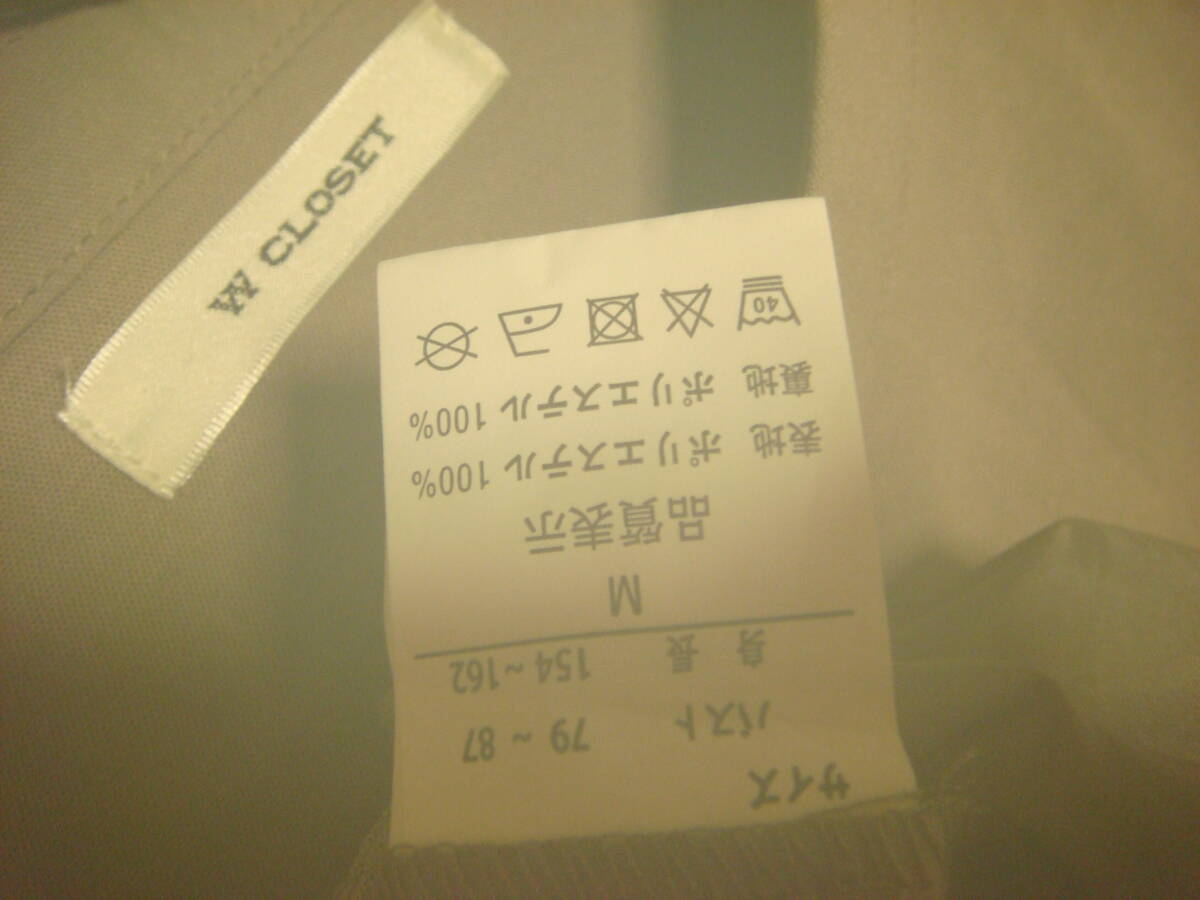 W CLOSET
サイズ
バスト 79 ~ 87
身 長 154 ~ 162
M
品質表示
表地 ポリエステル 100%
裏地 ポリエステル 100%
40